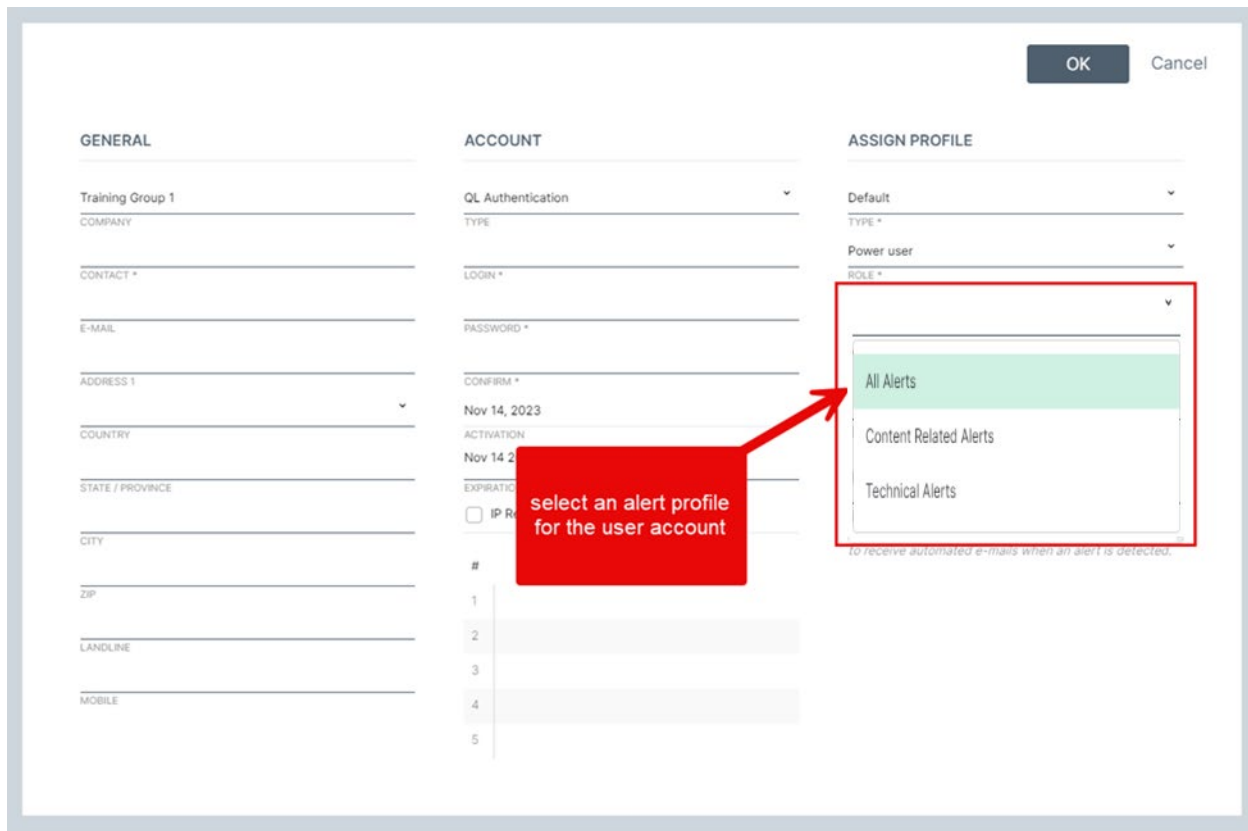 OK
Cancel
GENERAL
Training Group 1
COMPANY
CONTACT *
E-MAIL
ADDRESS 1
COUNTRY
STATE / PROVINCE
CITY
ZIP
LANDLINE
MOBILE
ACCOUNT
QL Authentication
TYPE
LOGIN *
PASSWORD *
CONFIRM *
Nov 14, 2023
ACTIVATION
Nov 14
IP
#
1
2
3
4
5
select an alert profile
for the user account
ASSIGN PROFILE
Default
TYPE *
Power user
ROLE *
All Alerts
Content Related Alerts
Technical Alerts
to receive automated e-mails when an alert is detected.